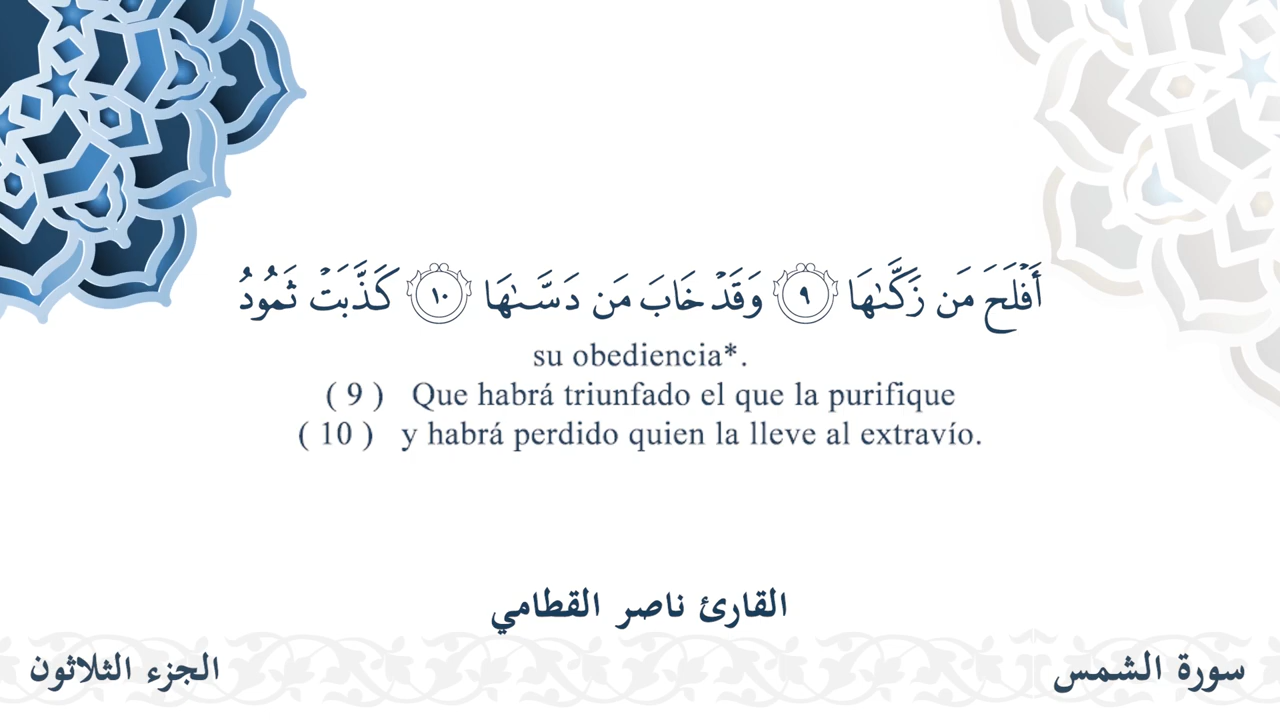 أَفۡلَحَ مَن زَكَّىٰهَا ٩ وَقَدۡ خَابَ مَن دَسَّىٰهَا ١٠ كَذَّبَتۡ ثَمُودُ
su obediencia*.
( 9 ) Que habrá triunfado el que la purifique
( 10 ) y habrá perdido quien la lleve al extravío.
القارئ ناصر القطامي
سورة الشمس
الجزء الثلاثون